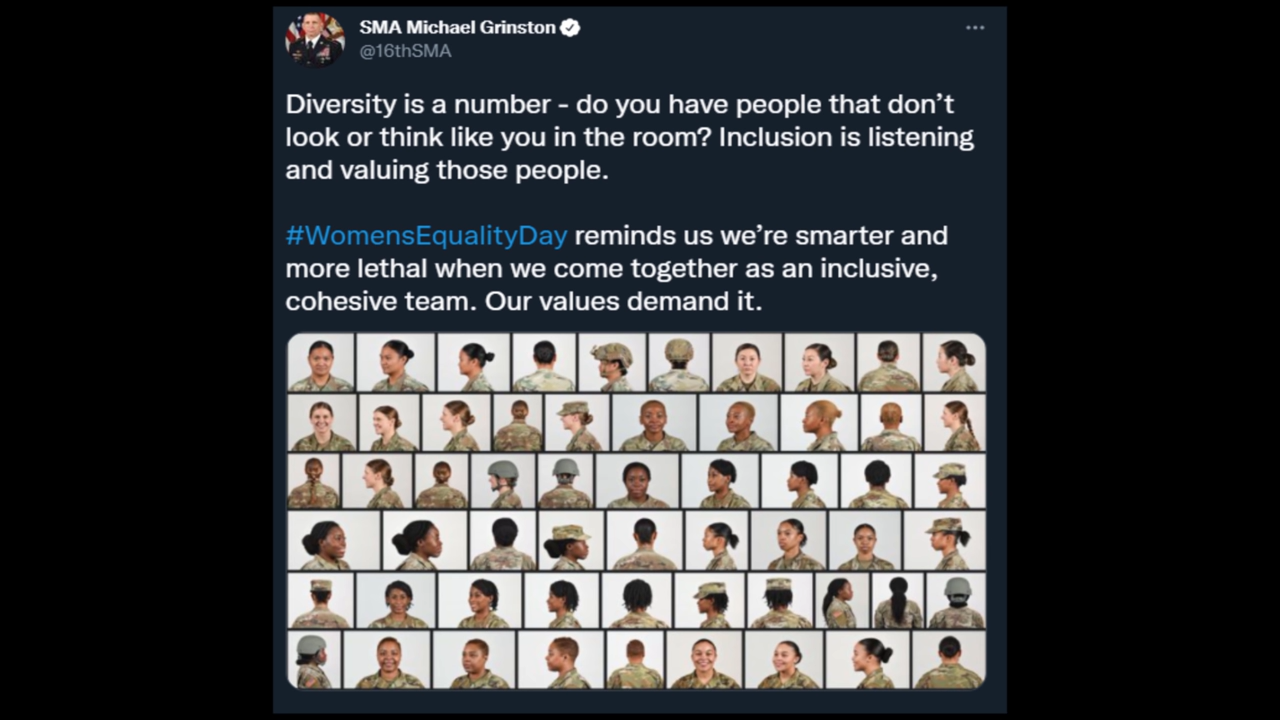 SMA Michael Grinston
@16thSMA
Diversity is a number - do you have people that don't
look or think like you in the room? Inclusion is listening
and valuing those people.
#WomensEqualityDay reminds us we're smarter and
more lethal when we come together as an inclusive,
cohesive team. Our values demand it.